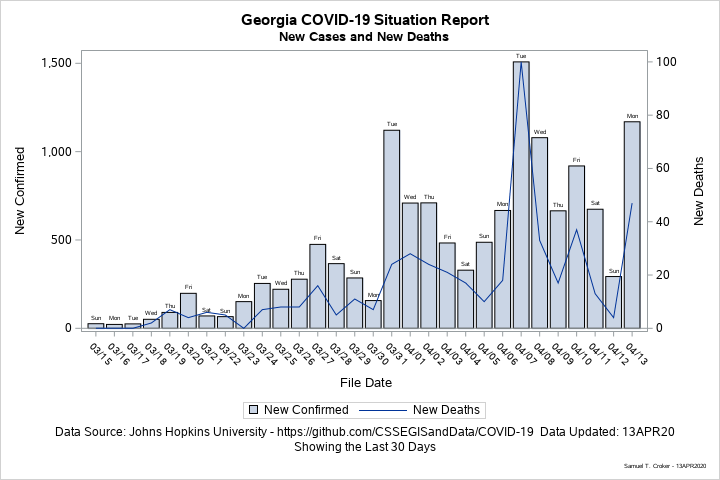 Georgia COVID-19 Situation Report
New Cases and New Deaths
New Confirmed
1,500
1,000
500
0
Sun Mon Tue Wed Thu Fri Sat Sun Mon Tue Wed Thu Fri Sat Sun Mon Tue Wed Thu Fri Sat Sun Mon Tue Wed Thu Fri Sat Sun Mon
100
80
60
40
20
0
New Deaths
03/15 03/16 03/17 03/18 03/19 03/20 03/21 03/22 03/23 03/24 03/25 03/26 03/27 03/28 03/29 03/30 03/31 04/01 04/02 04/03 04/04 04/05 04/06 04/07 04/08 04/09 04/10 04/11 04/12 04/13
File Date
New Confirmed New Deaths
Data Source: Johns Hopkins University - https://github.com/CSSEGISandData/COVID-19 Data Updated: 13APR20
Showing the Last 30 Days
Samuel T. Croker - 13APR2020